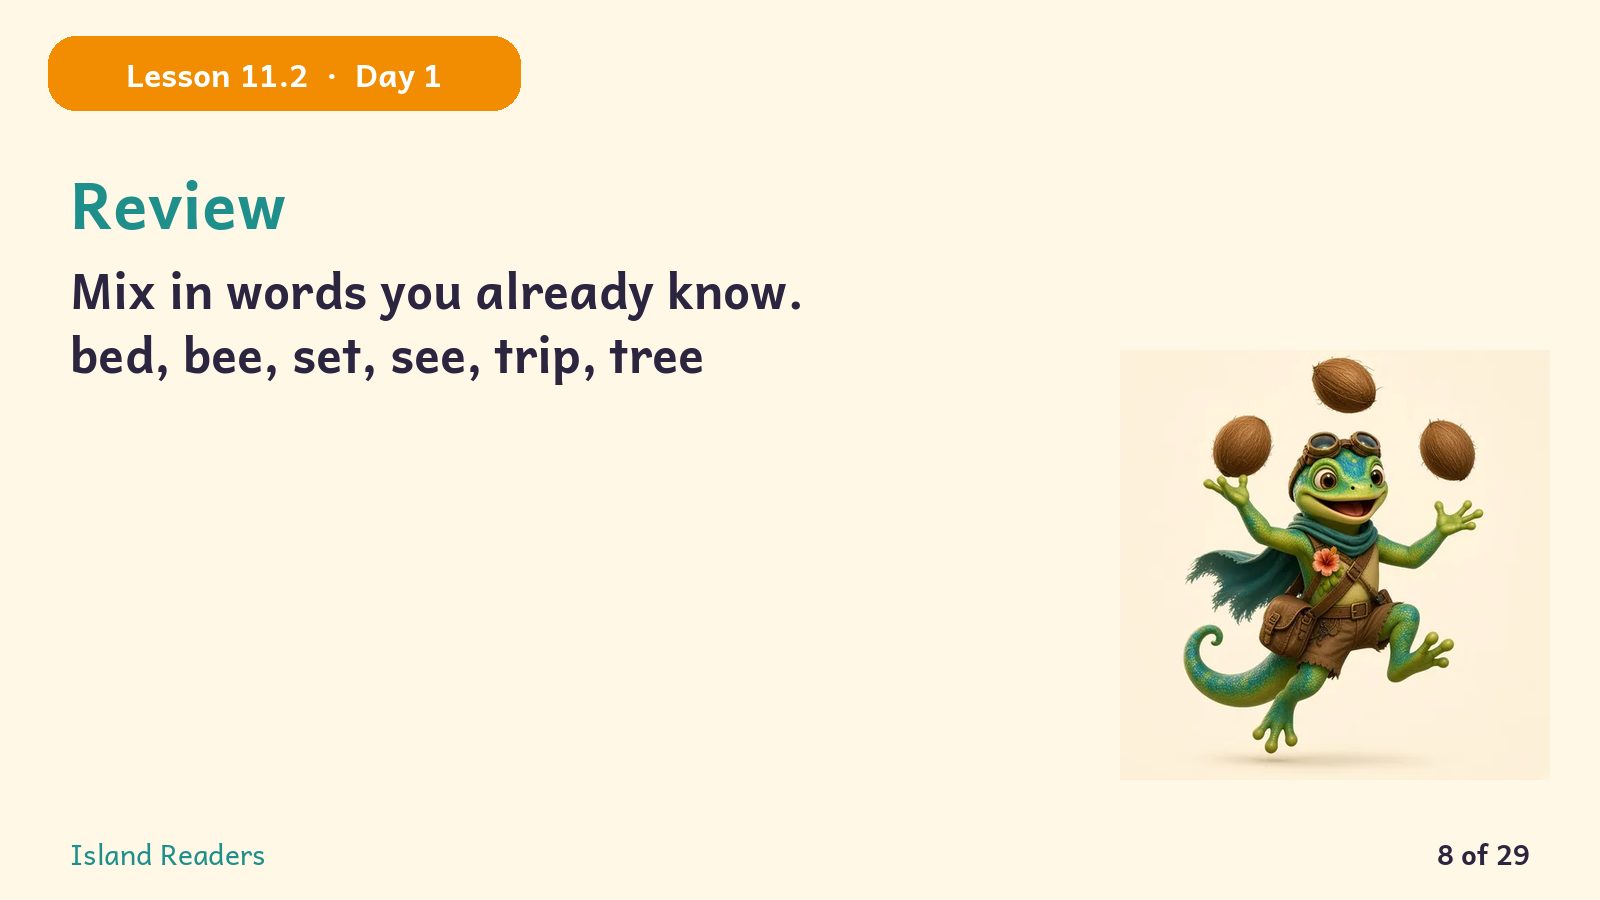 Lesson 11.2 · Day 1
Review
Mix in words you already know.
bed, bee, set, see, trip, tree
Island Readers
8 of 29